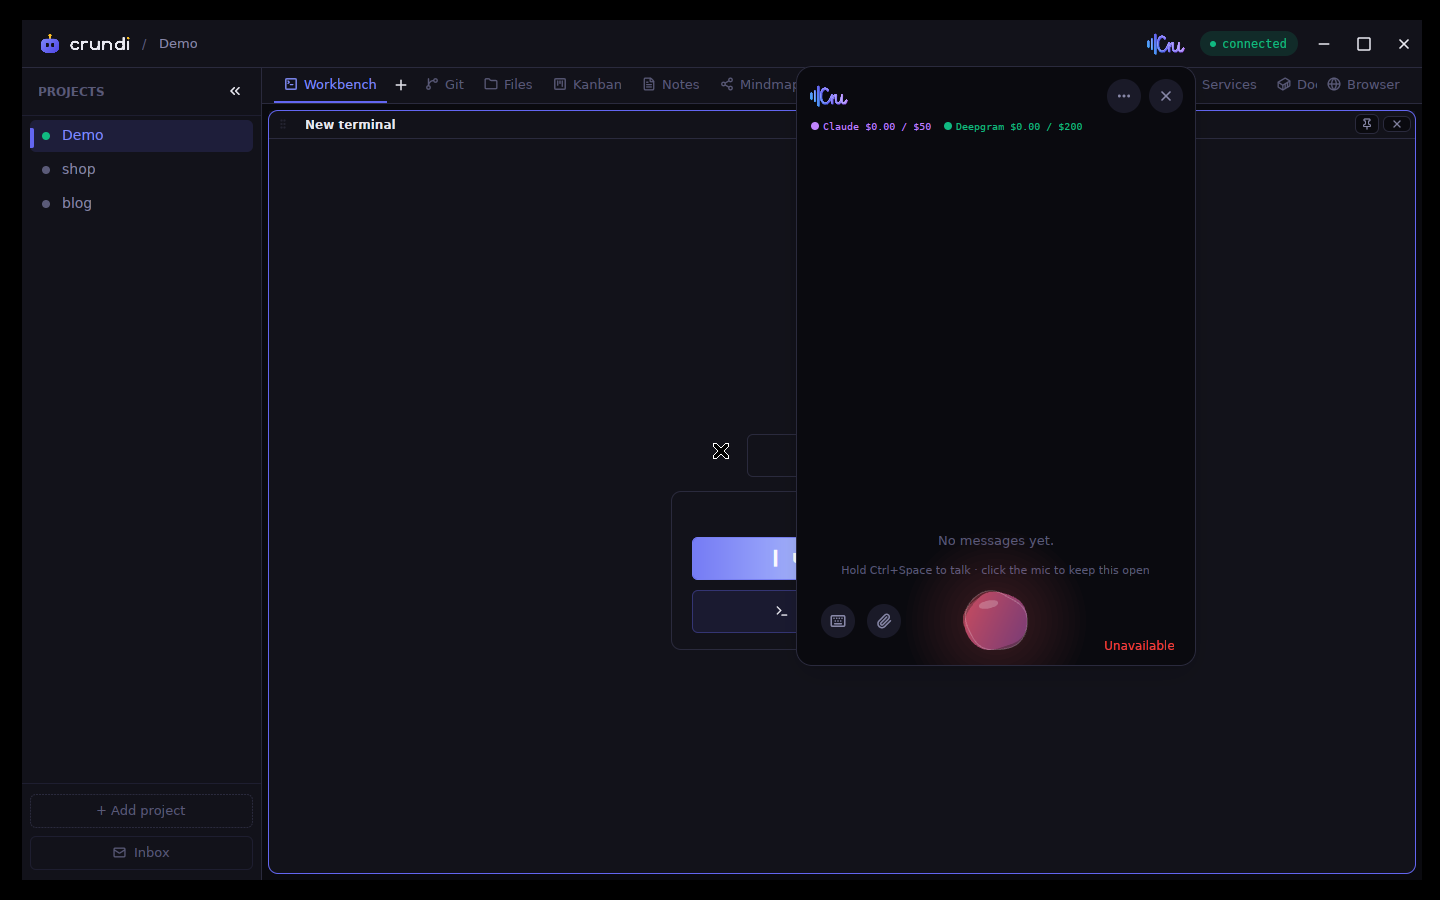 crundi / Demo
Cru
connected
PROJECTS
Workbench
Git
Files
Kanban
Notes
Mindmap
Services
Browser
Demo
shop
blog
New terminal
Cru
Claude $0.00 / $50
Deepgram $0.00 / $200
No messages yet.
Hold Ctrl+Space to talk · click the mic to keep this open
Unavailable
+ Add project
Inbox